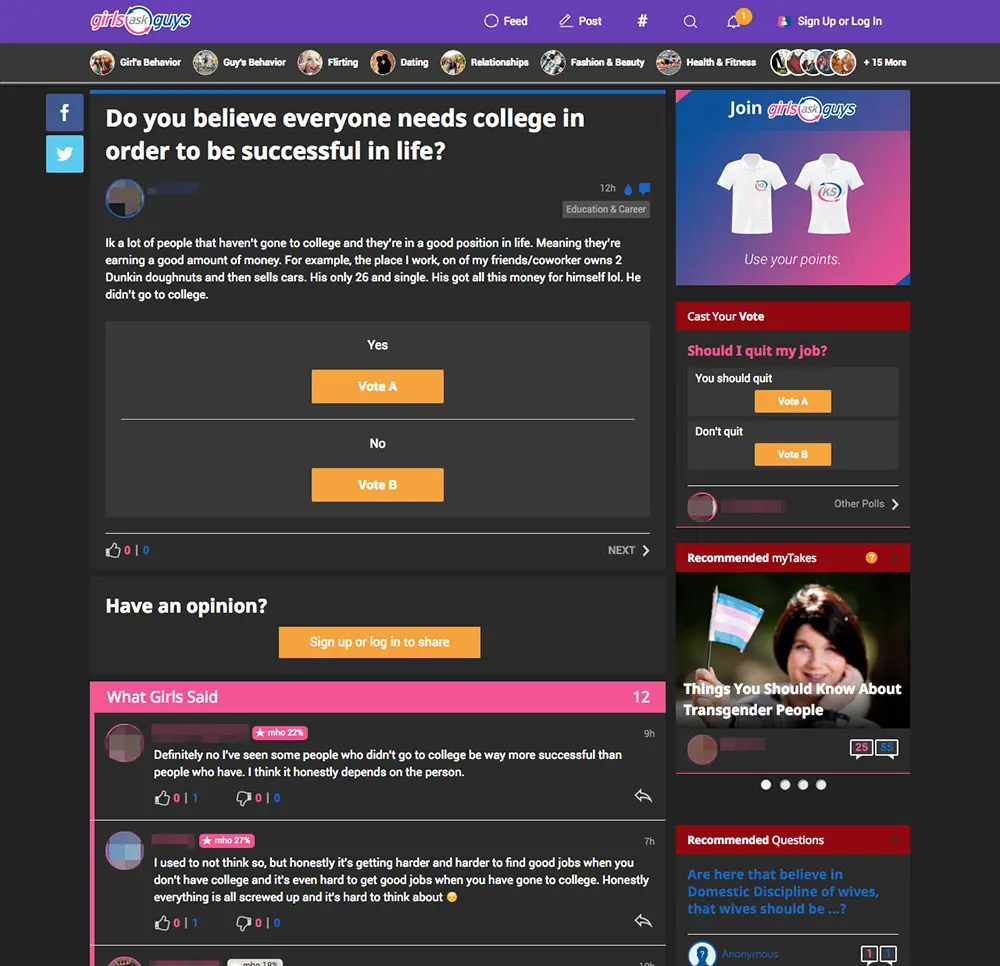 girls ask guys
Feed
Post
#
1
Sign Up or Log In
Girl's Behavior
Guy's Behavior
Flirting
Dating
Relationships
Fashion & Beauty
Health & Fitness
+ 15 More
f
Do you believe everyone needs college in
order to be successful in life?
12h
Education & Career
Ik a lot of people that haven't gone to college and they're in a good position in life. Meaning they're
earning a good amount of money. For example, the place I work, on of my friends/coworker owns 2
Dunkin doughnuts and then sells cars. His only 26 and single. His got all this money for himself lol. He
didn't go to college.
Yes
Vote A
No
Vote B
0 | 0
NEXT
Have an opinion?
Sign up or log in to share
What Girls Said 12
mho 22%
9h
Definitely no I've seen some people who didn't go to college be way more successful than
people who have. I think it honestly depends on the person.
0 | 1 0 | 0
mho 27%
7h
I used to not think so, but honestly it's getting harder and harder to find good jobs when you
don't have college and it's even hard to get good jobs when you have gone to college. Honestly
everything is all screwed up and it's hard to think about
0 | 1 0 | 0
mho 18%
10h
Join girls ask guys
KS
KS
Use your points.
Cast Your Vote
Should I quit my job?
You should quit
Vote A
Don't quit
Vote B
Other Polls
Recommended myTakes
?
Things You Should Know About
Transgender People
25 55
Recommended Questions
Are here that believe in
Domestic Discipline of wives,
that wives should be ...?
?
Anonymous
1 1